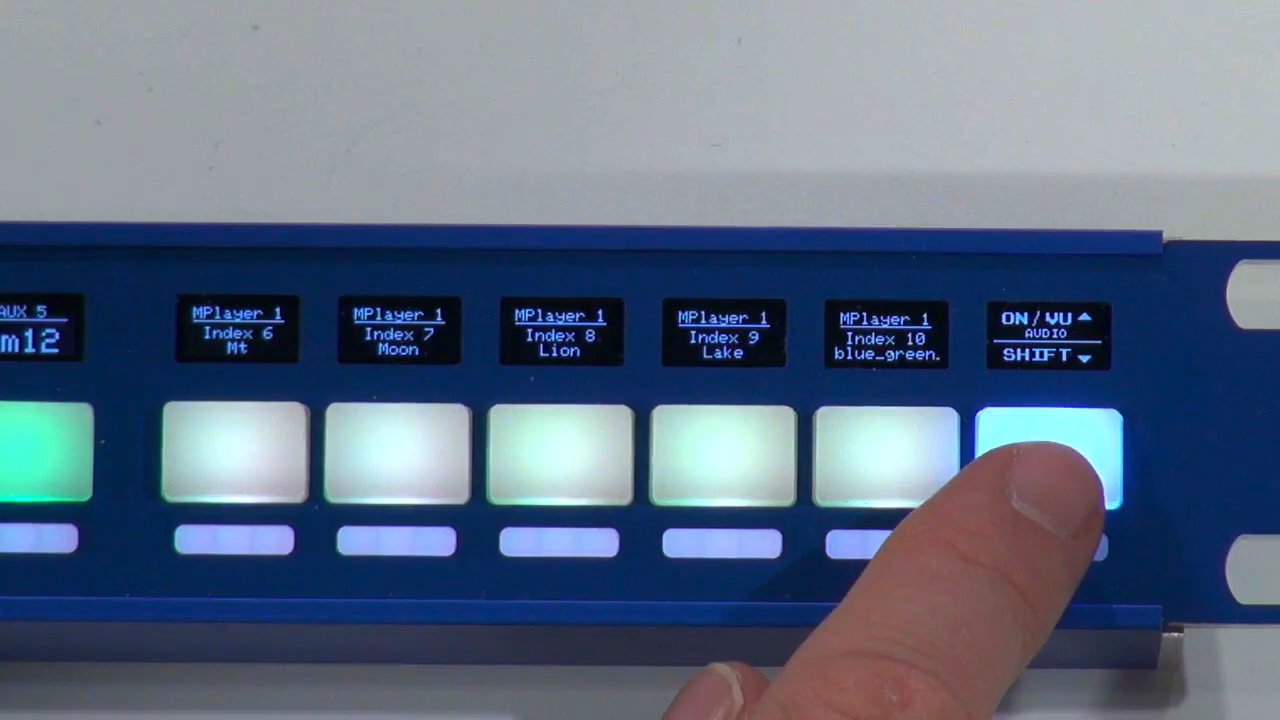 AUX 5
m12
MPlayer 1
Index 6
Mt
MPlayer 1
Index 7
Moon
MPlayer 1
Index 8
Lion
MPlayer 1
Index 9
Lake
MPlayer 1
Index 10
blue_green.
ON/VU
AUDIO
SHIFT